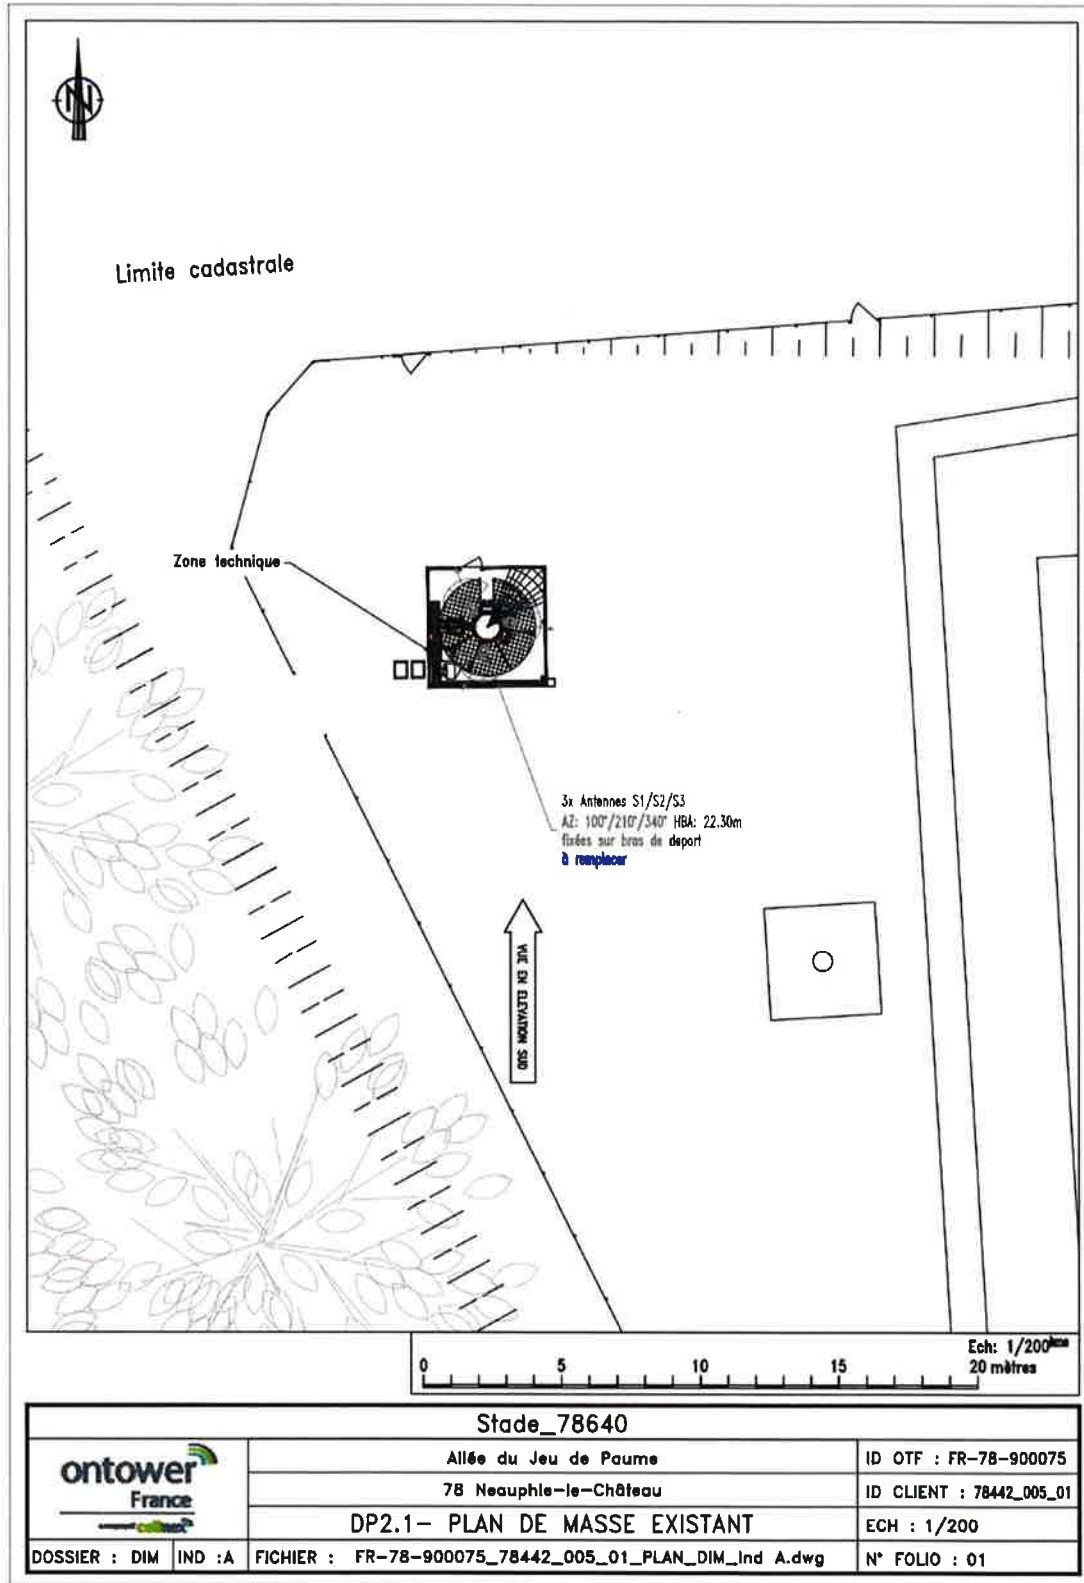 N
Limite cadastrale
Zone technique
3x Antennes S1/S2/S3
AZ: 100°/210°/340° HBA: 22.30m
fixées sur bras de deport
à remplacer
VUE EN ELEVATION SUD
Ech: 1/200ème
0 5 10 15 20 mètres
Stade_78640
ontower
France
cellnex
Allée du Jeu de Paume
78 Neauphle-le-Château
DP2.1- PLAN DE MASSE EXISTANT
ID OTF : FR-78-900075
ID CLIENT : 78442_005_01
ECH : 1/200
DOSSIER : DIM
IND :A
FICHIER : FR-78-900075_78442_005_01_PLAN_DIM_Ind A.dwg
N° FOLIO : 01